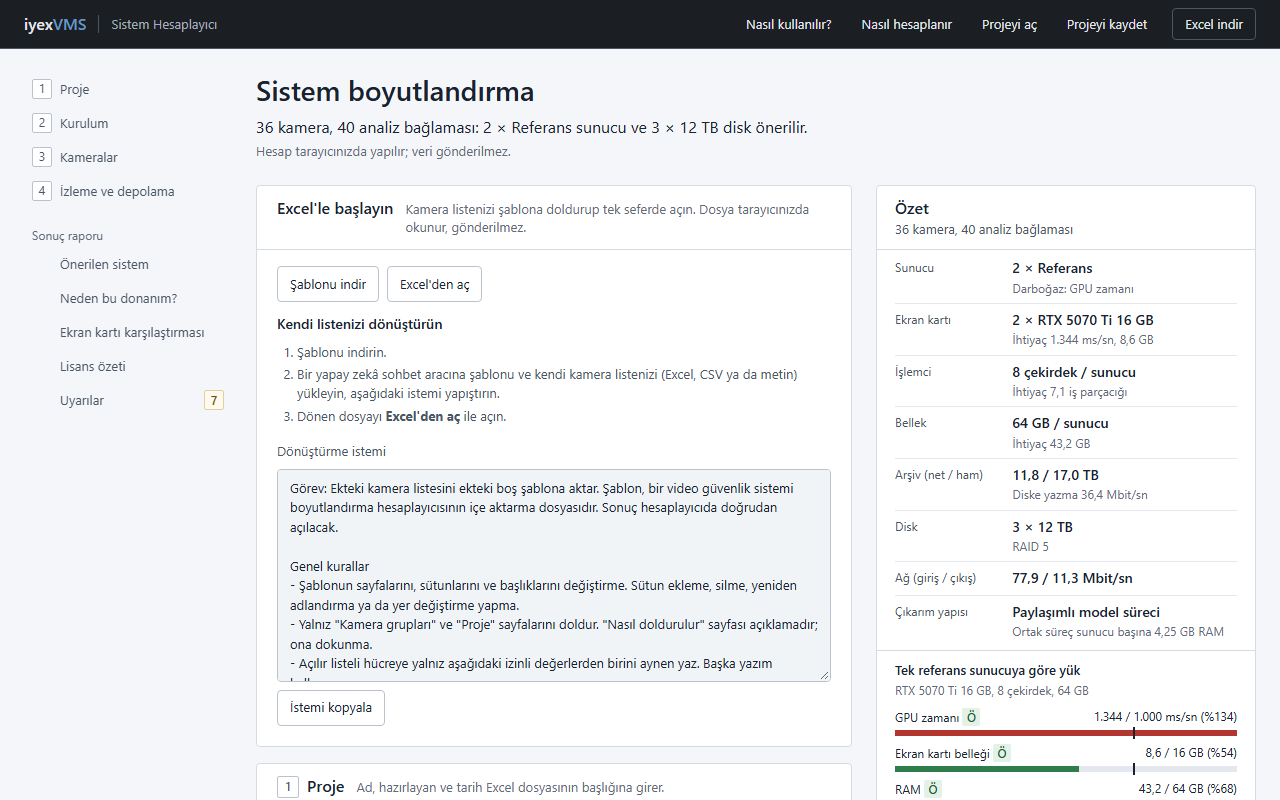 iyexVMS
Sistem Hesaplayıcı
Nasıl kullanılır?
Nasıl hesaplanır
Projeyi aç
Projeyi kaydet
Excel indir
1 Proje
2 Kurulum
3 Kameralar
4 İzleme ve depolama
Sonuç raporu
Önerilen sistem
Neden bu donanım?
Ekran kartı karşılaştırması
Lisans özeti
Uyarılar 7
Sistem boyutlandırma
36 kamera, 40 analiz bağlaması: 2 × Referans sunucu ve 3 × 12 TB disk önerilir.
Hesap tarayıcınızda yapılır; veri gönderilmez.
Excel'le başlayın
Kamera listenizi şablona doldurup tek seferde açın. Dosya tarayıcınızda
okunur, gönderilmez.
Şablonu indir
Excel'den aç
Kendi listenizi dönüştürün
1. Şablonu indirin.
2. Bir yapay zekâ sohbet aracına şablonu ve kendi kamera listenizi (Excel, CSV ya da metin)
yükleyin, aşağıdaki istemi yapıştırın.
3. Dönen dosyayı Excel'den aç ile açın.
Dönüştürme istemi
Görev: Ekteki kamera listesini ekteki boş şablona aktar. Şablon, bir video güvenlik sistemi
boyutlandırma hesaplayıcısının içe aktarma dosyasıdır. Sonuç hesaplayıcıda doğrudan
açılacak.
Genel kurallar
- Şablonun sayfalarını, sütunlarını ve başlıklarını değiştirme. Sütun ekleme, silme, yeniden
adlandırma ya da yer değiştirme yapma.
- Yalnız "Kamera grupları" ve "Proje" sayfalarını doldur. "Nasıl doldurulur" sayfası açıklamadır;
ona dokunma.
- Açılır listeli hücreye yalnız aşağıdaki izinli değerlerden birini aynen yaz. Başka yazım
İstemi kopyala
1 Proje
Ad, hazırlayan ve tarih Excel dosyasının başlığına girer.
Özet
36 kamera, 40 analiz bağlaması
Sunucu
2 × Referans
Darboğaz: GPU zamanı
Ekran kartı
2 × RTX 5070 Ti 16 GB
İhtiyaç 1.344 ms/sn, 8,6 GB
İşlemci
8 çekirdek / sunucu
İhtiyaç 7,1 iş parçacığı
Bellek
64 GB / sunucu
İhtiyaç 43,2 GB
Arşiv (net / ham)
11,8 / 17,0 TB
Diske yazma 36,4 Mbit/sn
Disk
3 × 12 TB
RAID 5
Ağ (giriş / çıkış)
77,9 / 11,3 Mbit/sn
Çıkarım yapısı
Paylaşımlı model süreci
Ortak süreç sunucu başına 4,25 GB RAM
Tek referans sunucuya göre yük
RTX 5070 Ti 16 GB, 8 çekirdek, 64 GB
GPU zamanı Ö 1.344 / 1.000 ms/sn (%134)
Ekran kartı belleği Ö 8,6 / 16 GB (%54)
RAM Ö 43,2 / 64 GB (%68)